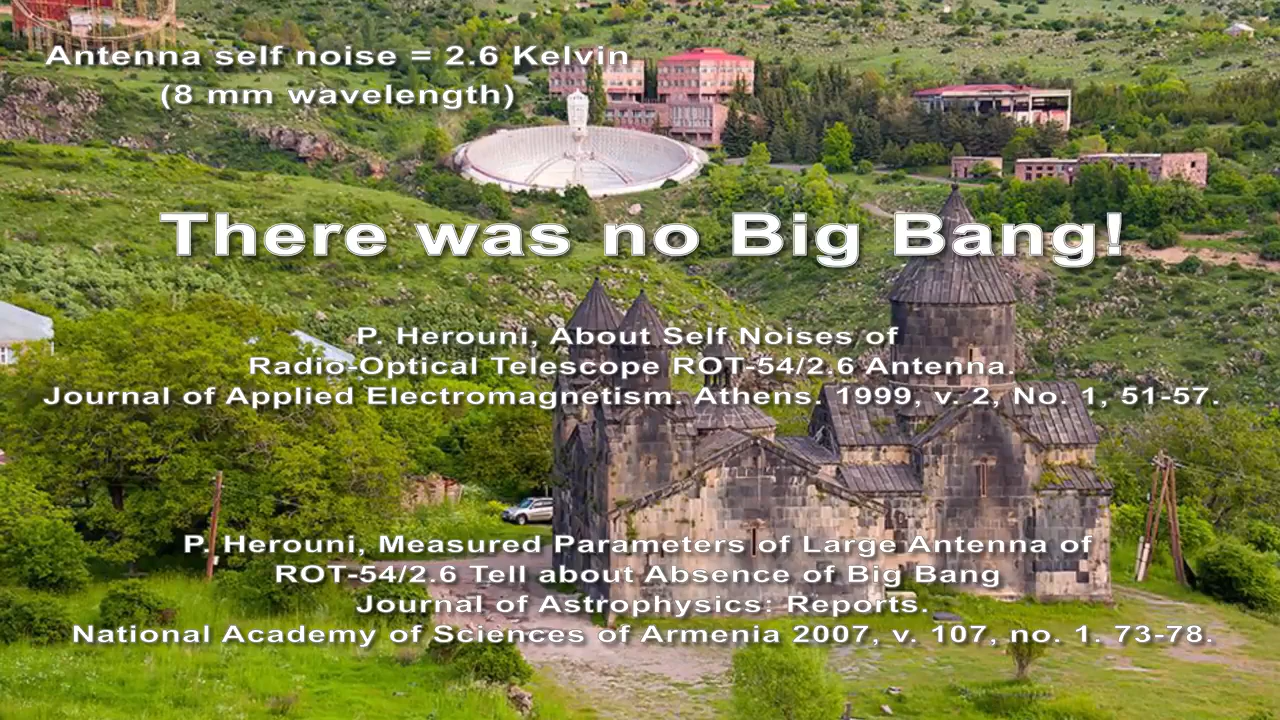 Antenna self noise = 2.6 Kelvin
(8 mm wavelength)
There was no Big Bang!
P. Herouni, About Self Noises of
Radio-Optical Telescope ROT-54/2.6 Antenna.
Journal of Applied Electromagnetism. Athens. 1999, v. 2, No. 1, 51-57.
P. Herouni, Measured Parameters of Large Antenna of
ROT-54/2.6 Tell about Absence of Big Bang
Journal of Astrophysics: Reports.
National Academy of Sciences of Armenia 2007, v. 107, no. 1. 73-78.